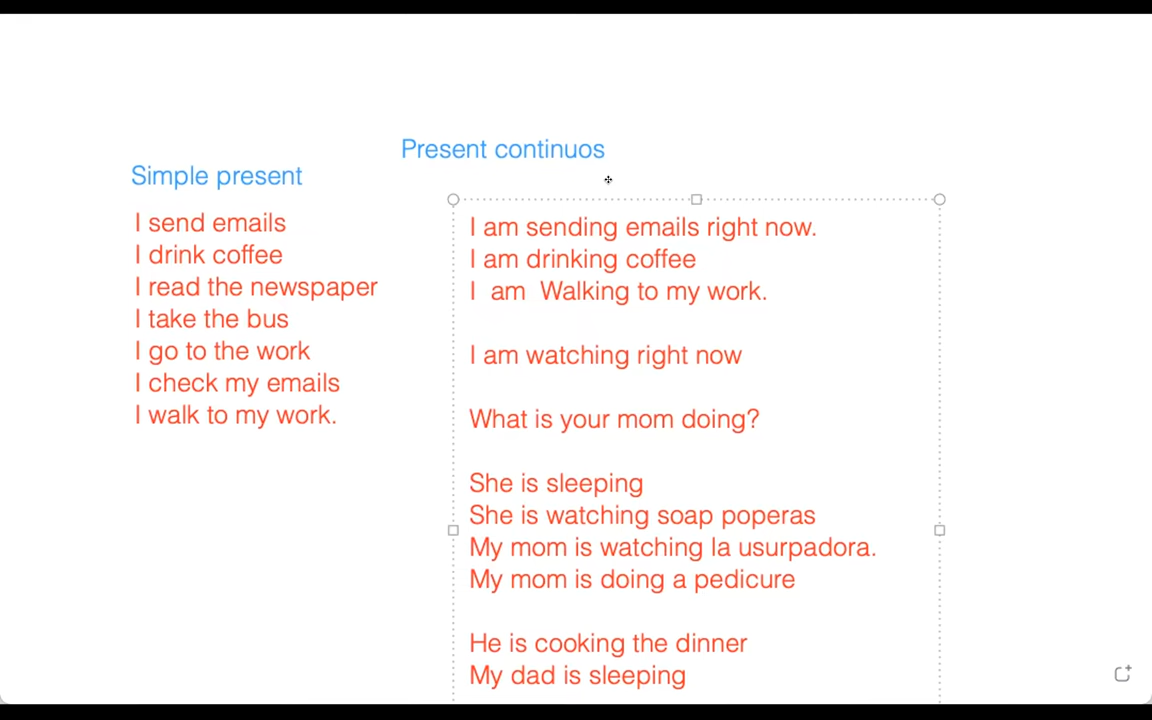 Present continuos
Simple present
I send emails
I drink coffee
I read the newspaper
I take the bus
I go to the work
I check my emails
I walk to my work.
I am sending emails right now.
I am drinking coffee
I am Walking to my work.
I am watching right now
What is your mom doing?
She is sleeping
She is watching soap poperas
My mom is watching la usurpadora.
My mom is doing a pedicure
He is cooking the dinner
My dad is sleeping